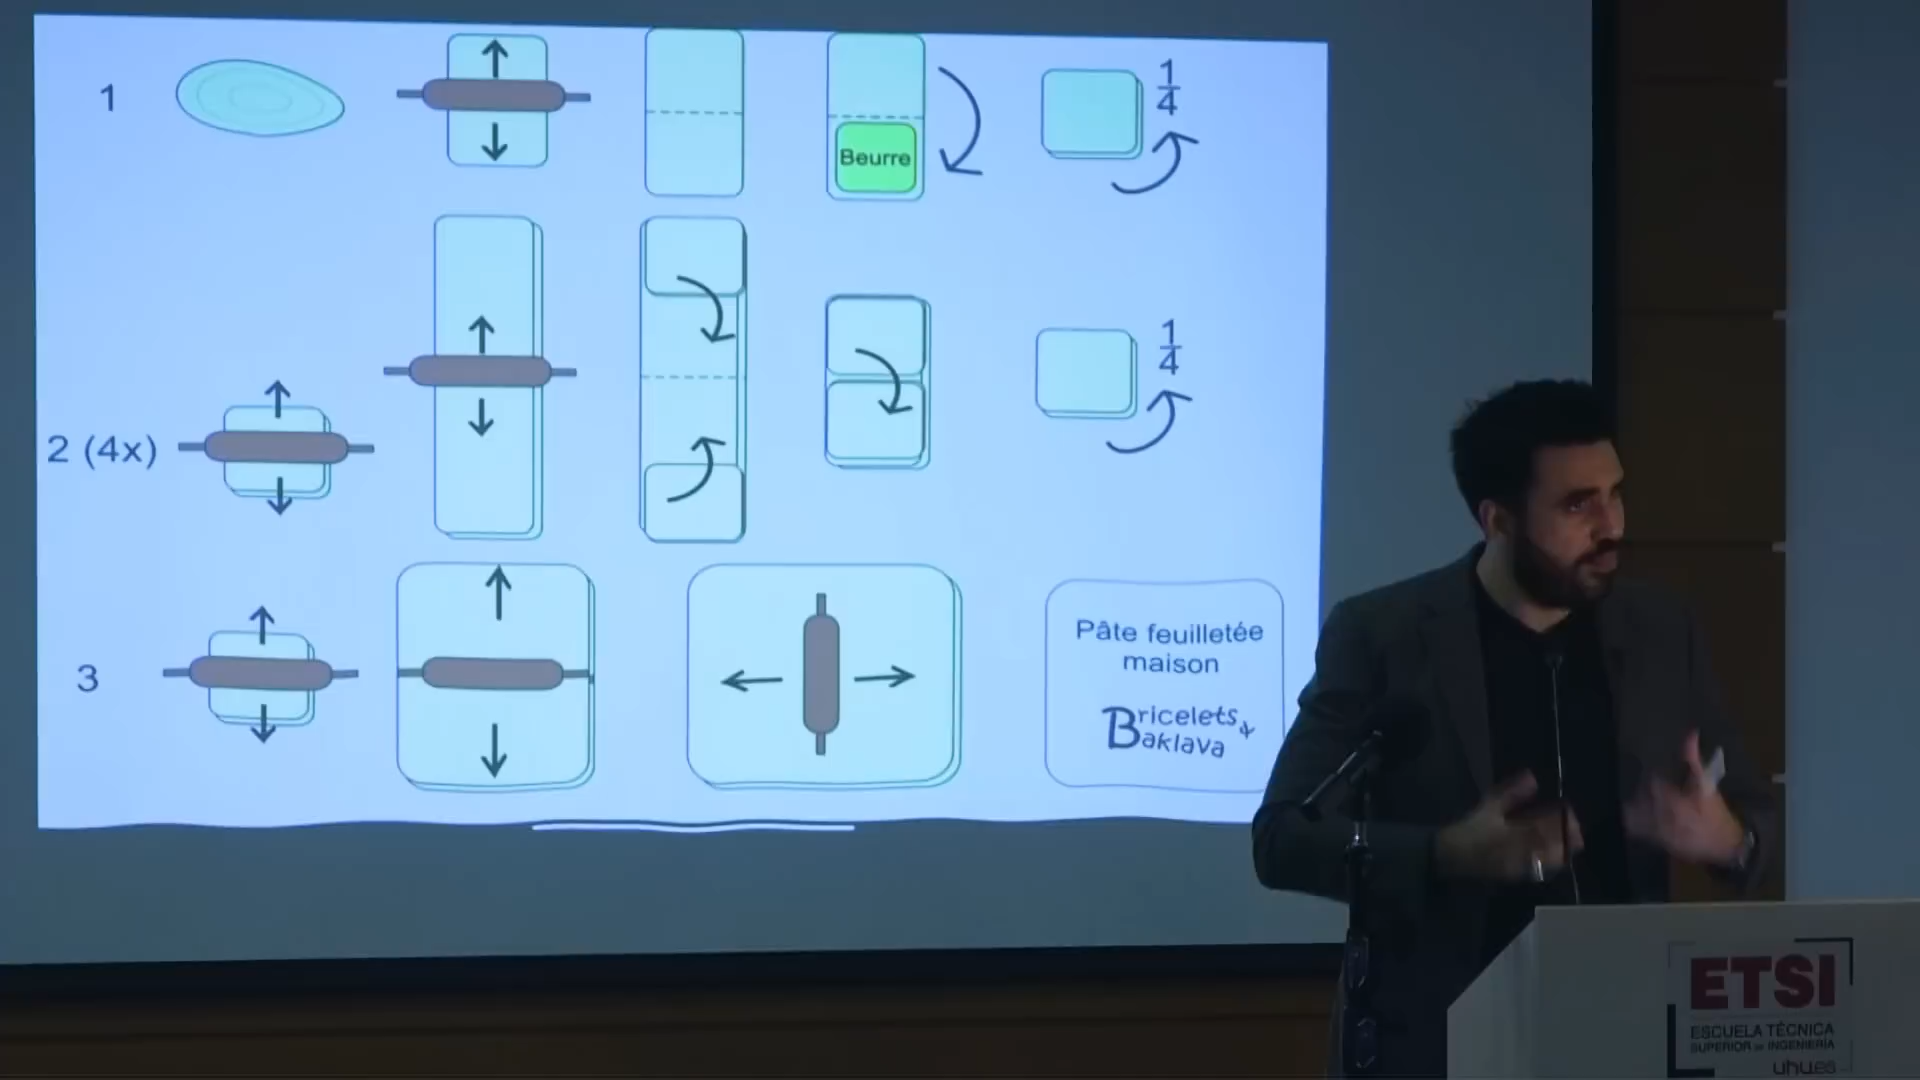 1
Beurre
1
4
2 (4x)
1
4
3
Pâte feuilletée
maison
Bricelets &
Baklava
ETSI
ESCUELA TÉCNICA
SUPERIOR DE INGENIERÍA
uhu.es